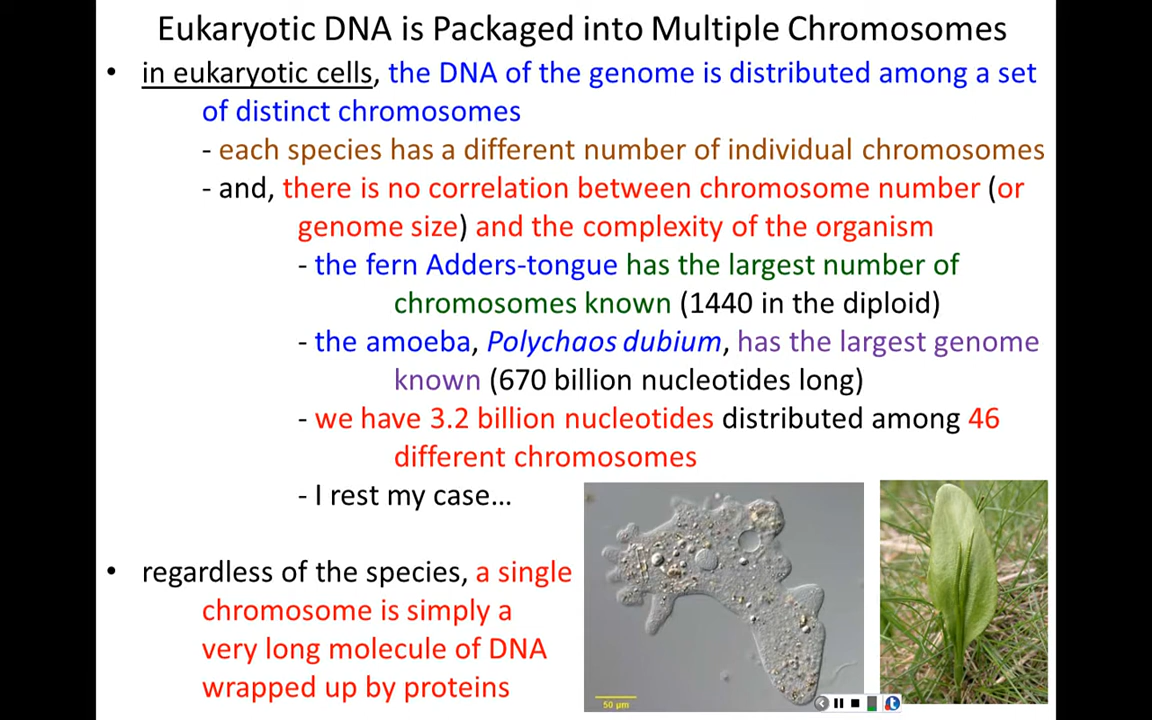 Eukaryotic DNA is Packaged into Multiple Chromosomes
• in eukaryotic cells, the DNA of the genome is distributed among a set
of distinct chromosomes
- each species has a different number of individual chromosomes
- and, there is no correlation between chromosome number (or
genome size) and the complexity of the organism
- the fern Adders-tongue has the largest number of
chromosomes known (1440 in the diploid)
- the amoeba, Polychaos dubium, has the largest genome
known (670 billion nucleotides long)
- we have 3.2 billion nucleotides distributed among 46
different chromosomes
- I rest my case...
• regardless of the species, a single
chromosome is simply a
very long molecule of DNA
wrapped up by proteins
50 µm
t